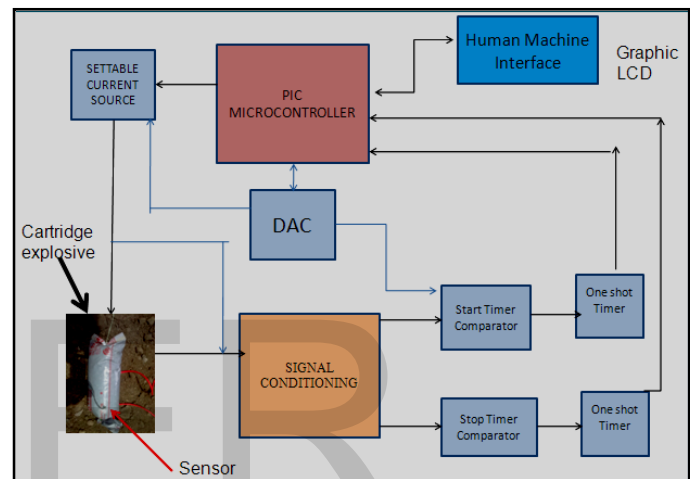 SETTABLE
CURRENT
SOURCE
PIC
MICROCONTROLLER
Human Machine
Interface
Graphic
LCD
DAC
Cartridge
explosive
Start Timer
Comparator
One shot
Timer
SIGNAL
CONDITIONING
Stop Timer
Comparator
One shot
Timer
Sensor